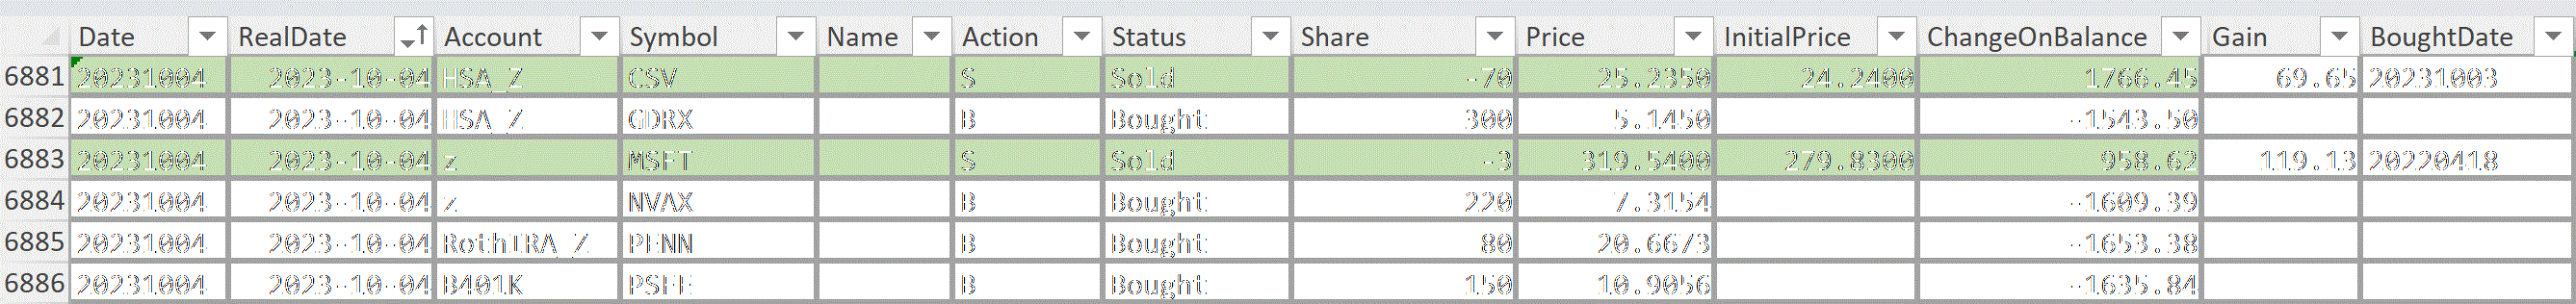 Date RealDate Account Symbol Name Action Status Share Price InitialPrice ChangeOnBalance Gain BoughtDate
6881 20231004 2023-10-04 HSA_Z CSV S Sold -70 25.2350 24.2400 1766.45 69.65 20231003
6882 20231004 2023-10-04 HSA_Z GDRX B Bought 300 5.1450 -1543.50
6883 20231004 2023-10-04 z MSFT S Sold -3 319.5400 279.8300 958.62 119.13 20220418
6884 20231004 2023-10-04 z NVAX B Bought 220 7.3154 -1609.39
6885 20231004 2023-10-04 RothIRA_Z PENN B Bought 80 20.6673 -1653.38
6886 20231004 2023-10-04 B401K PSFE B Bought 150 10.9056 -1635.84